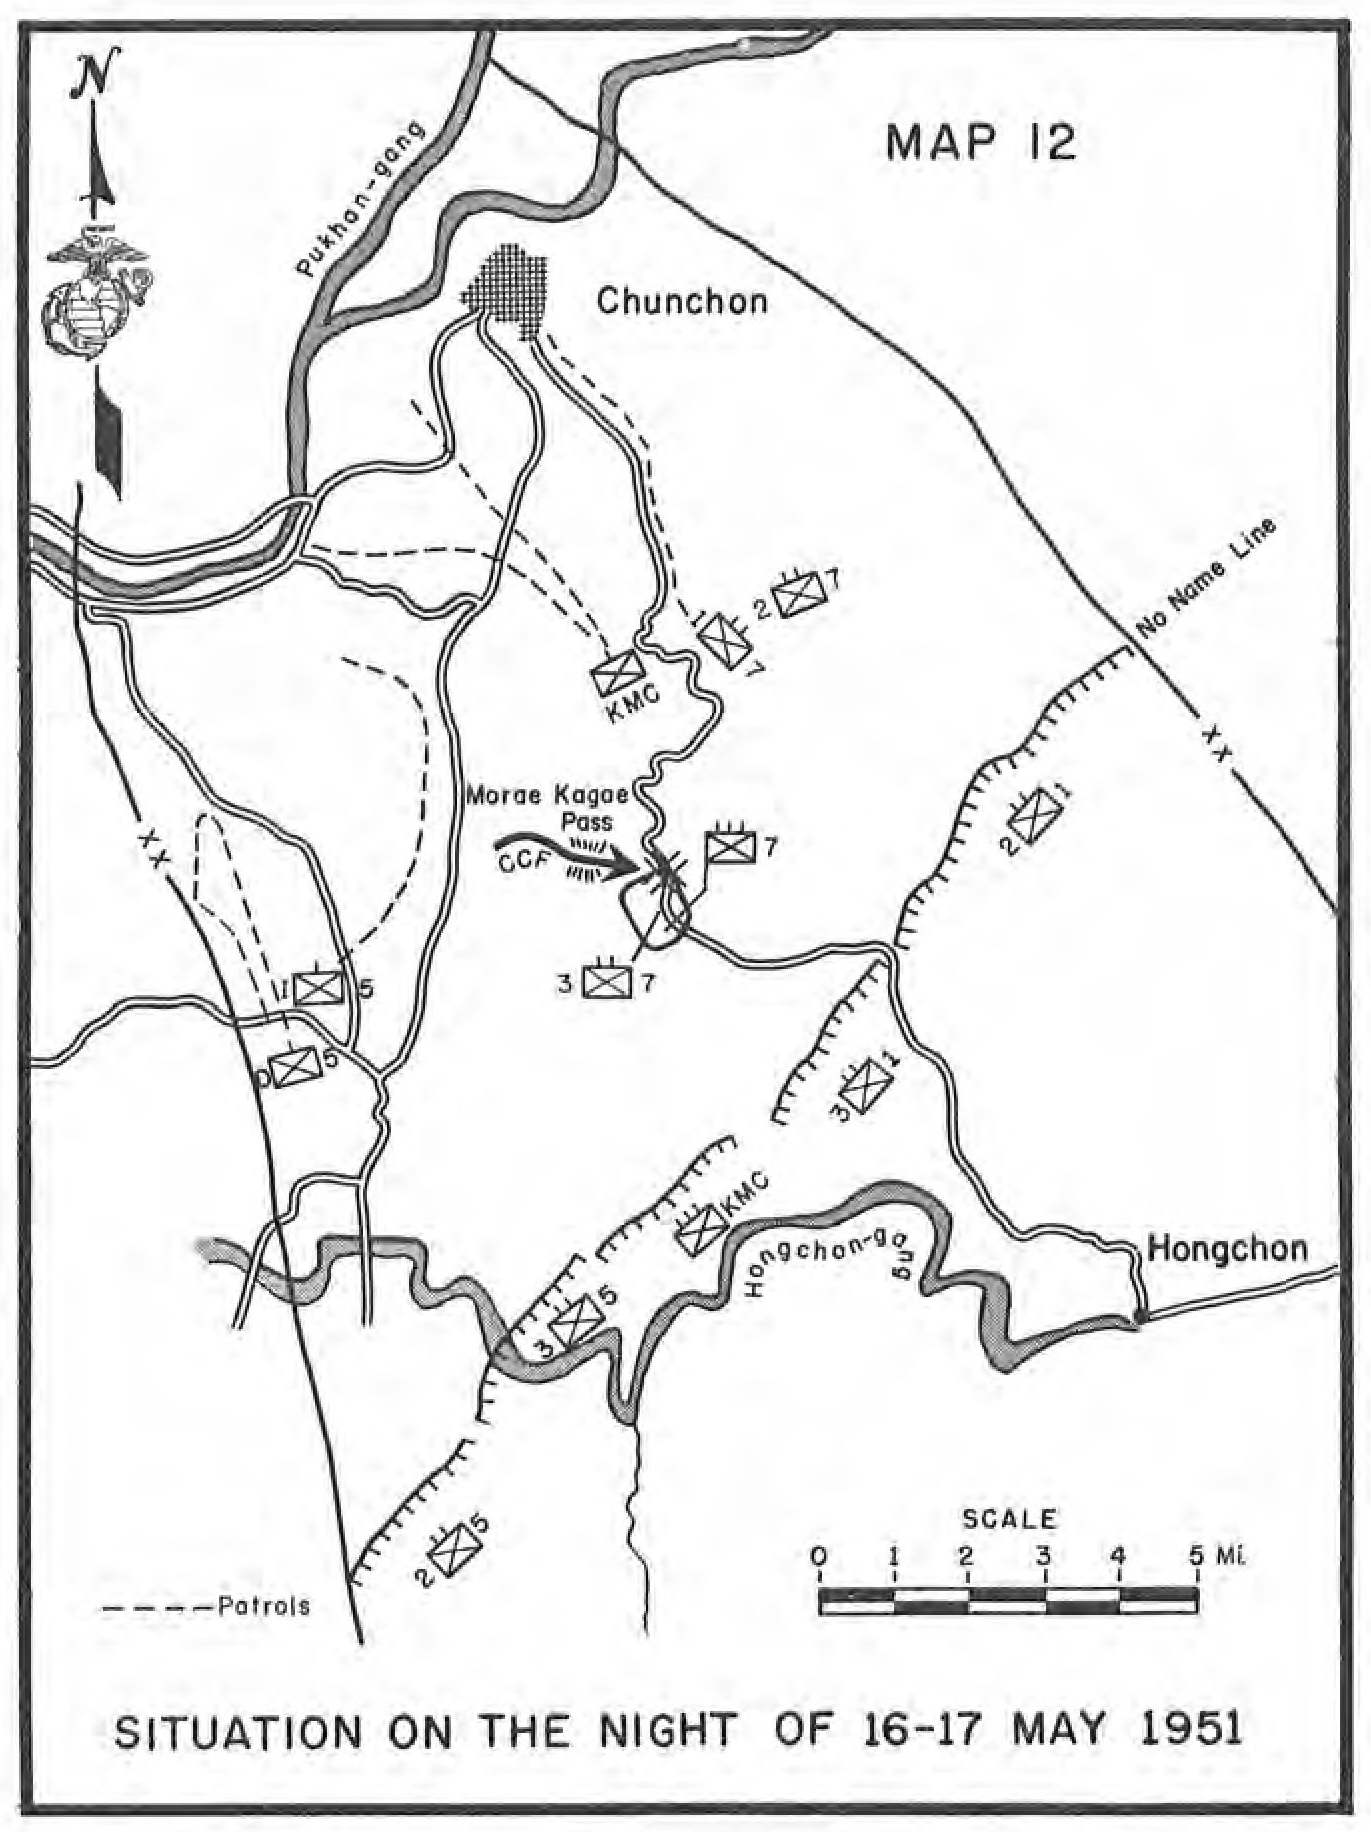 N
MAP 12
Pukhan-gang
Chunchon
No Name Line
1
7
2
7
KMC
xx
Morae Kagae
Pass
CCF
7
2
1
xx
3
7
1
5
D
5
3
1
KMC
Hongchon-gang
Hongchon
3
5
2
5
SCALE
0 1 2 3 4 5 Mi.
Patrols
SITUATION ON THE NIGHT OF 16-17 MAY 1951